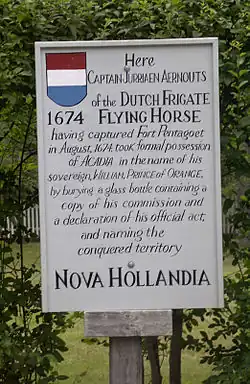 Here
CAPTAIN JURRIAEN AERNOUTS
of the DUTCH FRIGATE
1674 FLYING HORSE
having captured Fort Pentagoet
in August, 1674, took formal possession
of ACADIA in the name of his
sovereign, WILLIAM, PRINCE of ORANGE,
by burying a glass bottle containing a
copy of his commission and
a declaration of his official act,
and naming the
conquered territory
NOVA HOLLANDIA